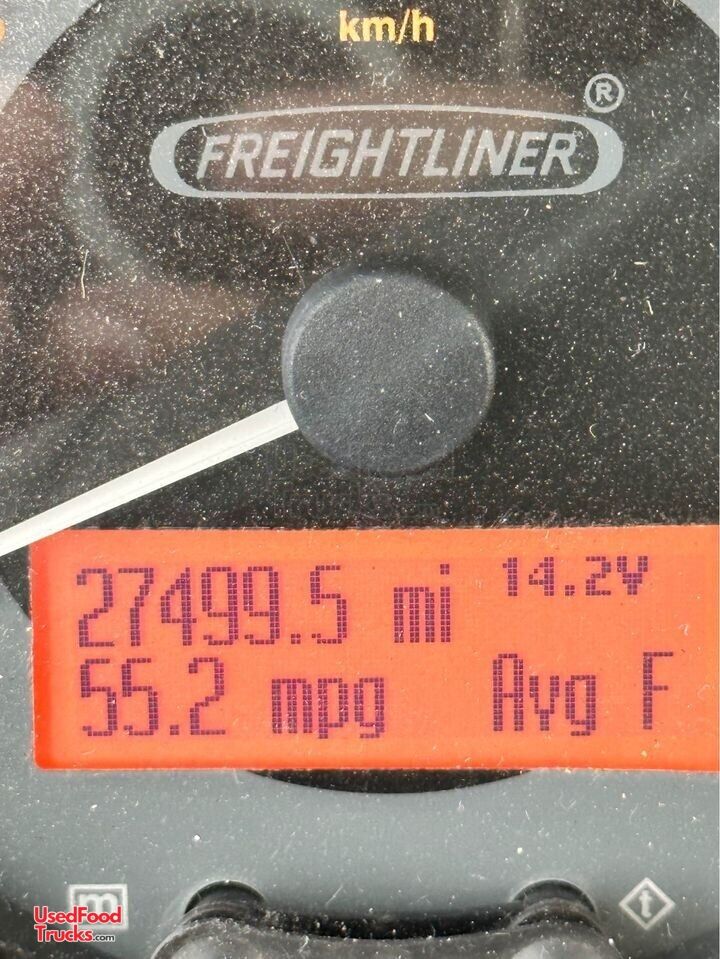 km/h
FREIGHTLINER ®
27499.5 mi 14.2V
55.2 mpg Avg F
m t
UsedFood
Trucks.com